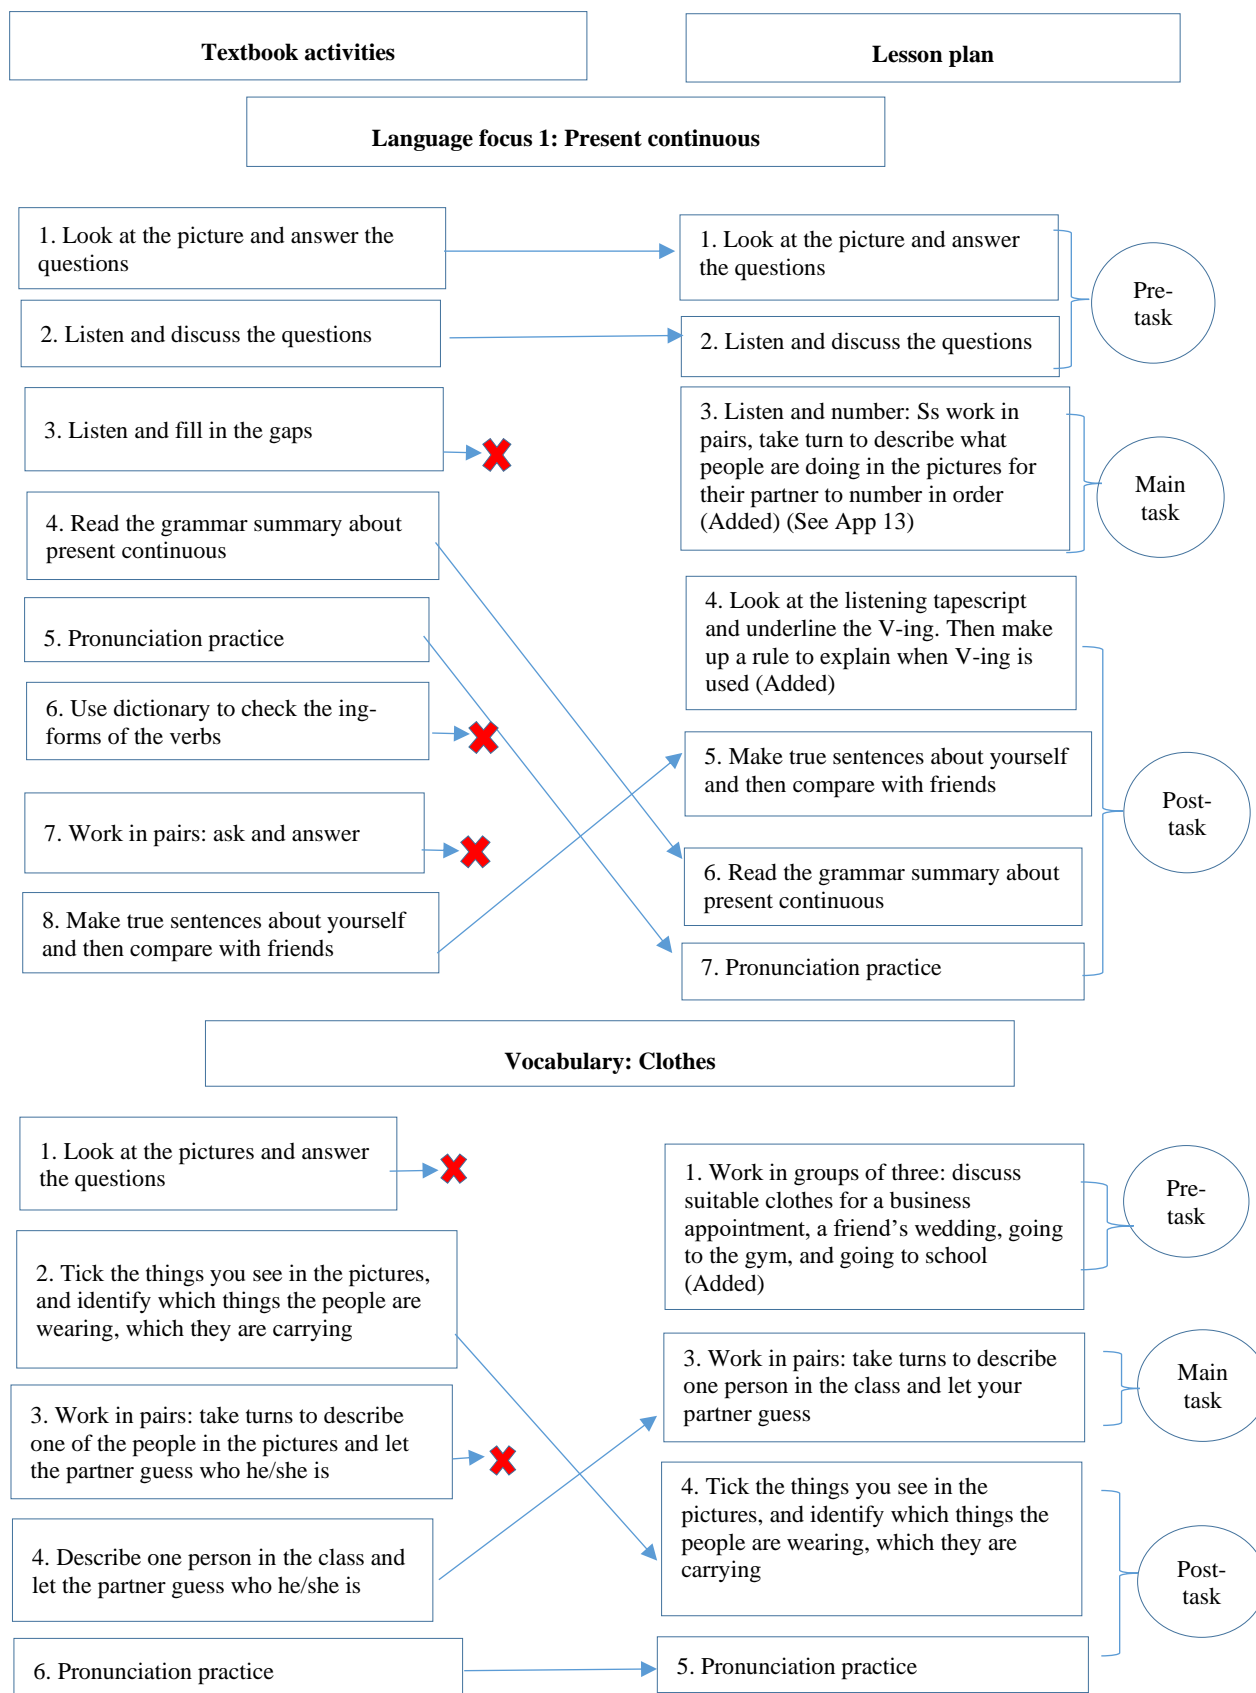 Textbook activities
Lesson plan
Language focus 1: Present continuous
1. Look at the picture and answer the
questions
2. Listen and discuss the questions
3. Listen and fill in the gaps
4. Read the grammar summary about
present continuous
5. Pronunciation practice
6. Use dictionary to check the ing-
forms of the verbs
7. Work in pairs: ask and answer
8. Make true sentences about yourself
and then compare with friends
1. Look at the picture and answer
the questions
2. Listen and discuss the questions
Pre-
task
3. Listen and number: Ss work in
pairs, take turn to describe what
people are doing in the pictures for
their partner to number in order
(Added) (See App 13)
Main
task
4. Look at the listening tapescript
and underline the V-ing. Then make
up a rule to explain when V-ing is
used (Added)
5. Make true sentences about yourself
and then compare with friends
6. Read the grammar summary about
present continuous
7. Pronunciation practice
Post-
task
Vocabulary: Clothes
1. Look at the pictures and answer
the questions
2. Tick the things you see in the pictures,
and identify which things the people are
wearing, which they are carrying
3. Work in pairs: take turns to describe
one of the people in the pictures and let
the partner guess who he/she is
4. Describe one person in the class and
let the partner guess who he/she is
6. Pronunciation practice
1. Work in groups of three: discuss
suitable clothes for a business
appointment, a friend’s wedding, going
to the gym, and going to school
(Added)
Pre-
task
3. Work in pairs: take turns to describe
one person in the class and let your
partner guess
Main
task
4. Tick the things you see in the
pictures, and identify which things the
people are wearing, which they are
carrying
5. Pronunciation practice
Post-
task